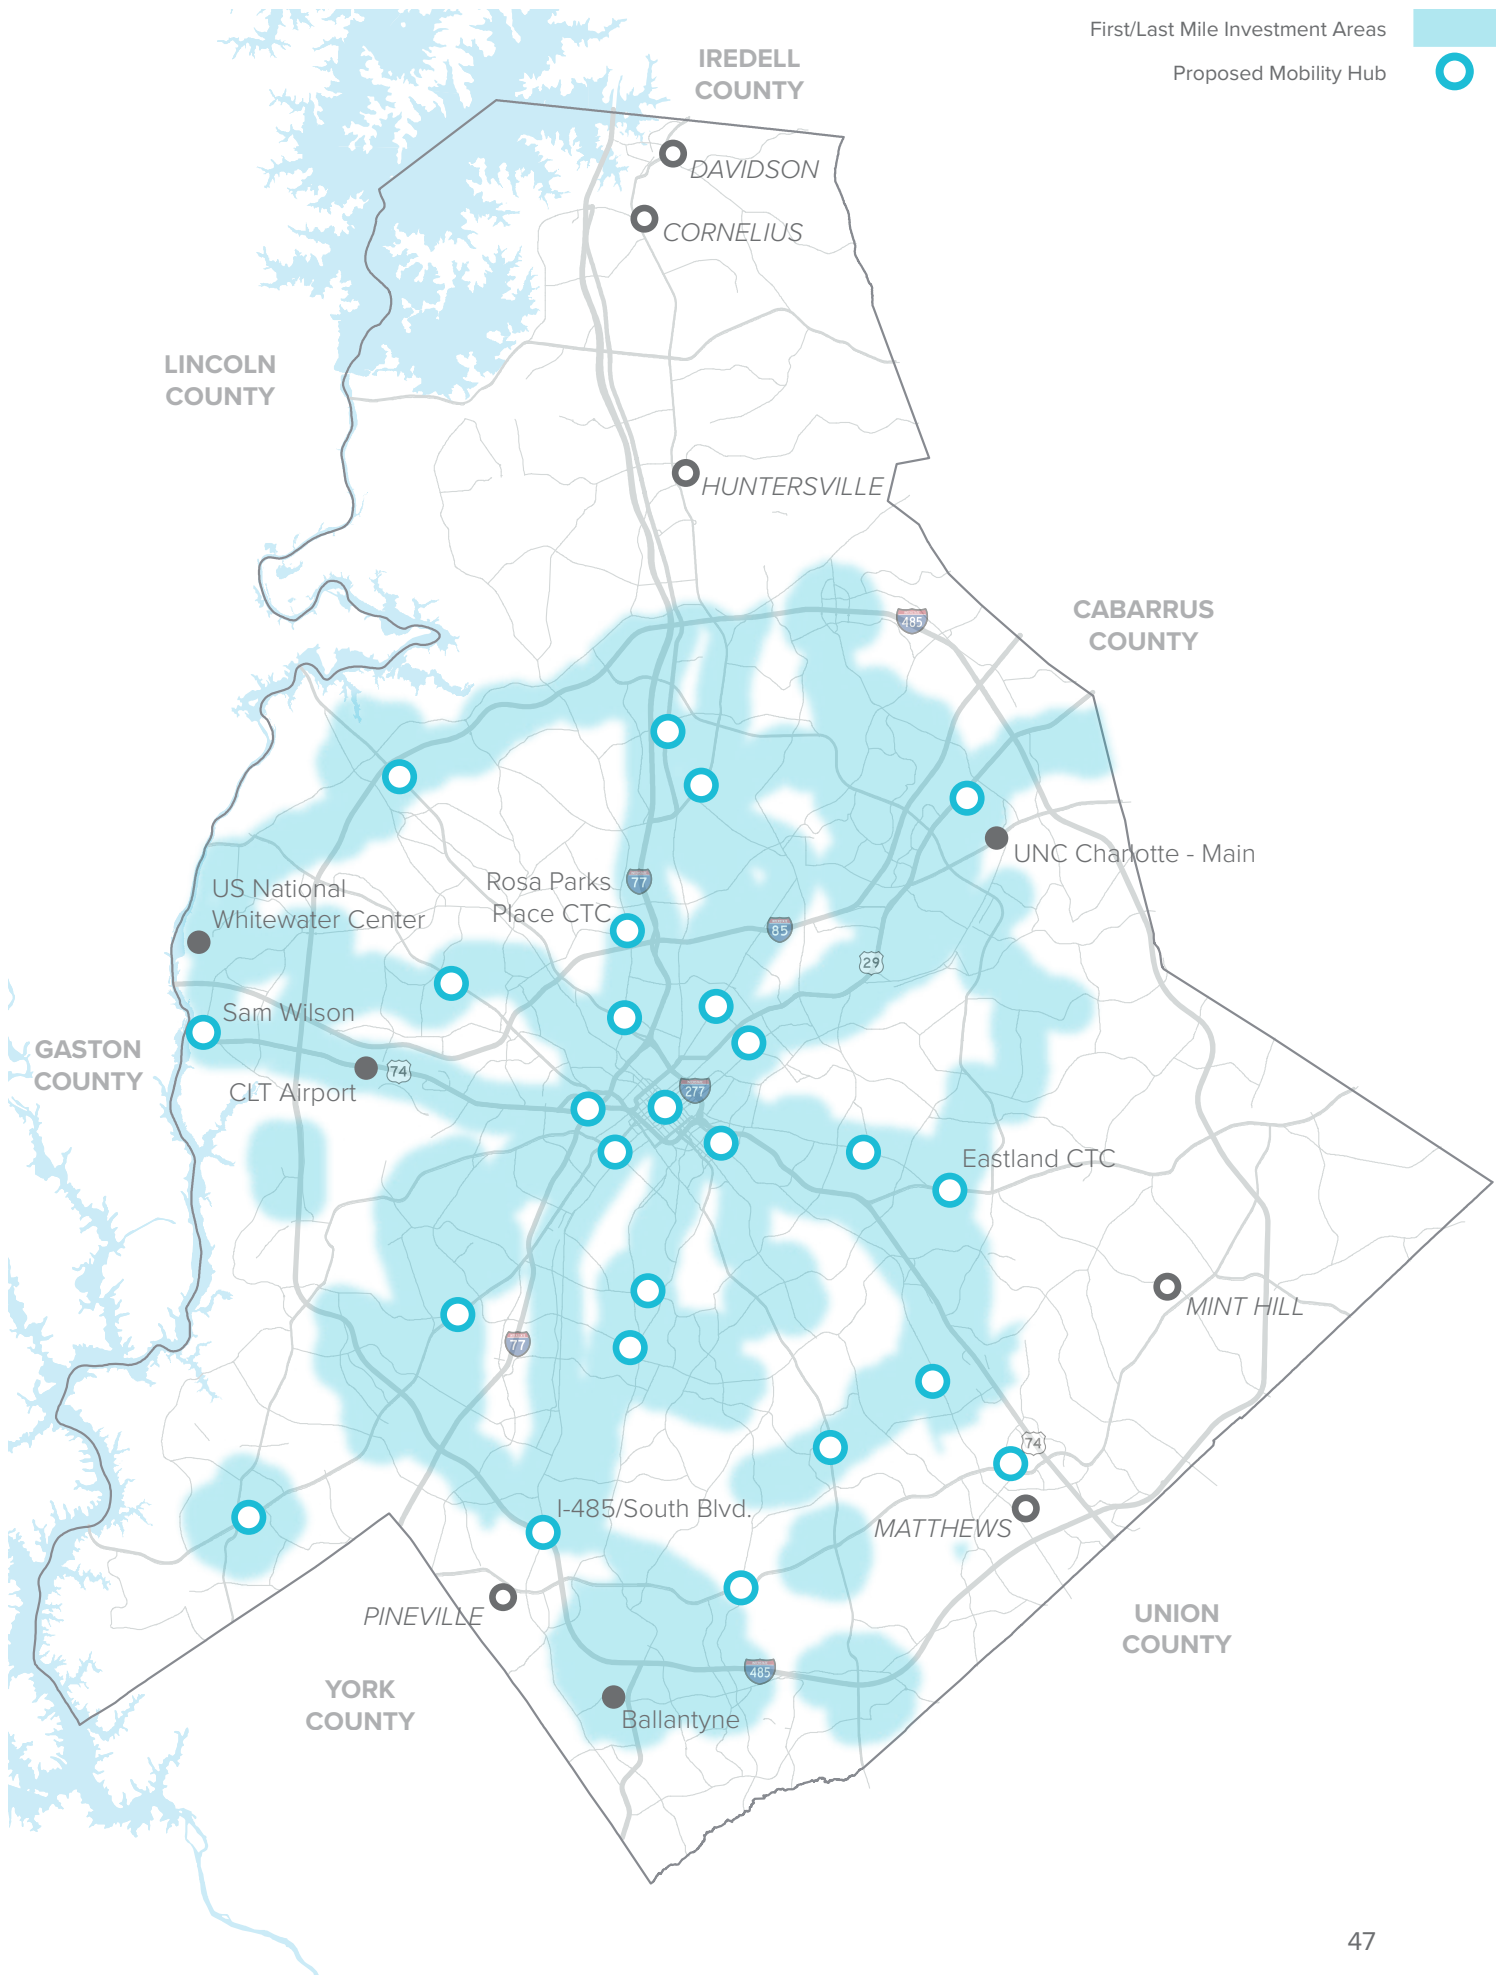 First/Last Mile Investment Areas
Proposed Mobility Hub
IREDELL
COUNTY
DAVIDSON
CORNELIUS
LINCOLN
COUNTY
HUNTERSVILLE
CABARRUS
COUNTY
485
UNC Charlotte - Main
US National
Whitewater Center
Rosa Parks
Place CTC
77
85
29
Sam Wilson
GASTON
COUNTY
74
CLT Airport
277
Eastland CTC
MINT HILL
77
74
I-485/South Blvd.
MATTHEWS
PINEVILLE
UNION
COUNTY
485
YORK
COUNTY
Ballantyne
47